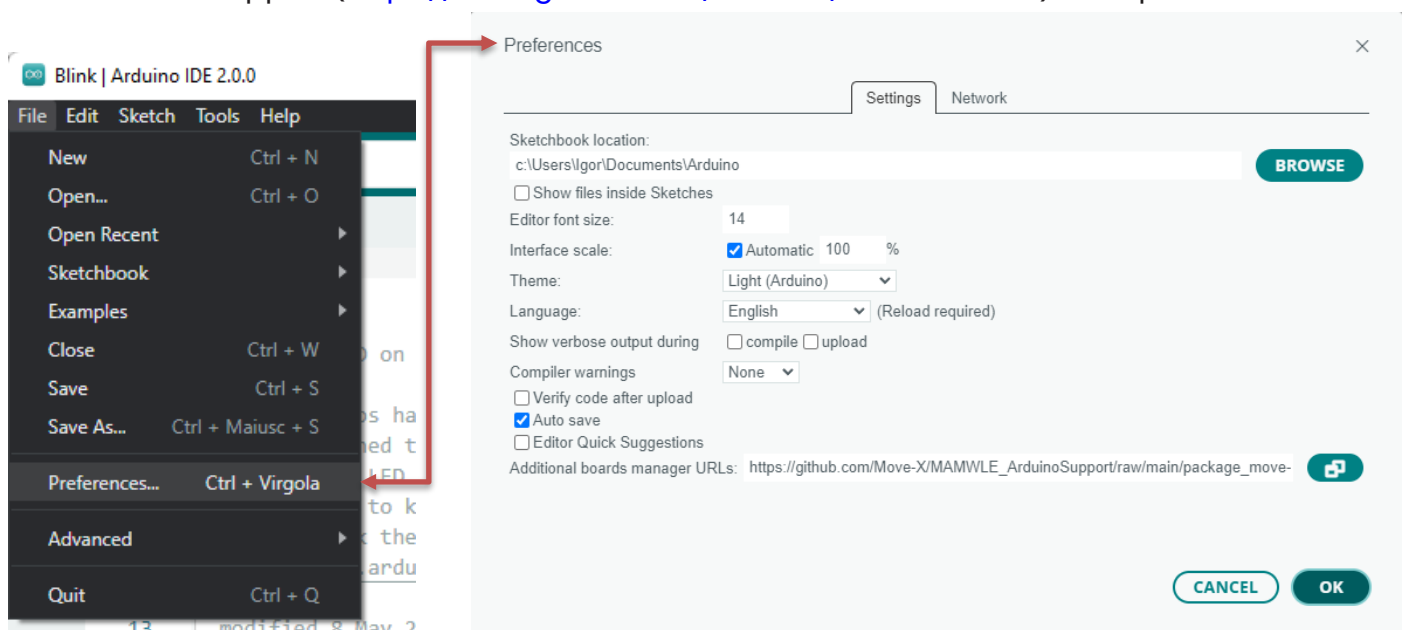 Preferences
Blink | Arduino IDE 2.0.0
File Edit Sketch Tools Help
New Ctrl + N
Open... Ctrl + O
Open Recent
Sketchbook
Examples
Close Ctrl + W
Save Ctrl + S
Save As... Ctrl + Maiusc + S
Preferences... Ctrl + Virgola
Advanced
Quit Ctrl + Q
on
ha
t
LED
to k
the
ardu
13 modified 8 May 2
Settings Network
Sketchbook location:
c:\Users\Igor\Documents\Arduino
BROWSE
Show files inside Sketches
Editor font size: 14
Interface scale: Automatic 100 %
Theme: Light (Arduino)
Language: English (Reload required)
Show verbose output during compile upload
Compiler warnings None
Verify code after upload
Auto save
Editor Quick Suggestions
Additional boards manager URLs: https://github.com/Move-X/MAMWLE_ArduinoSupport/raw/main/package_move-
CANCEL OK